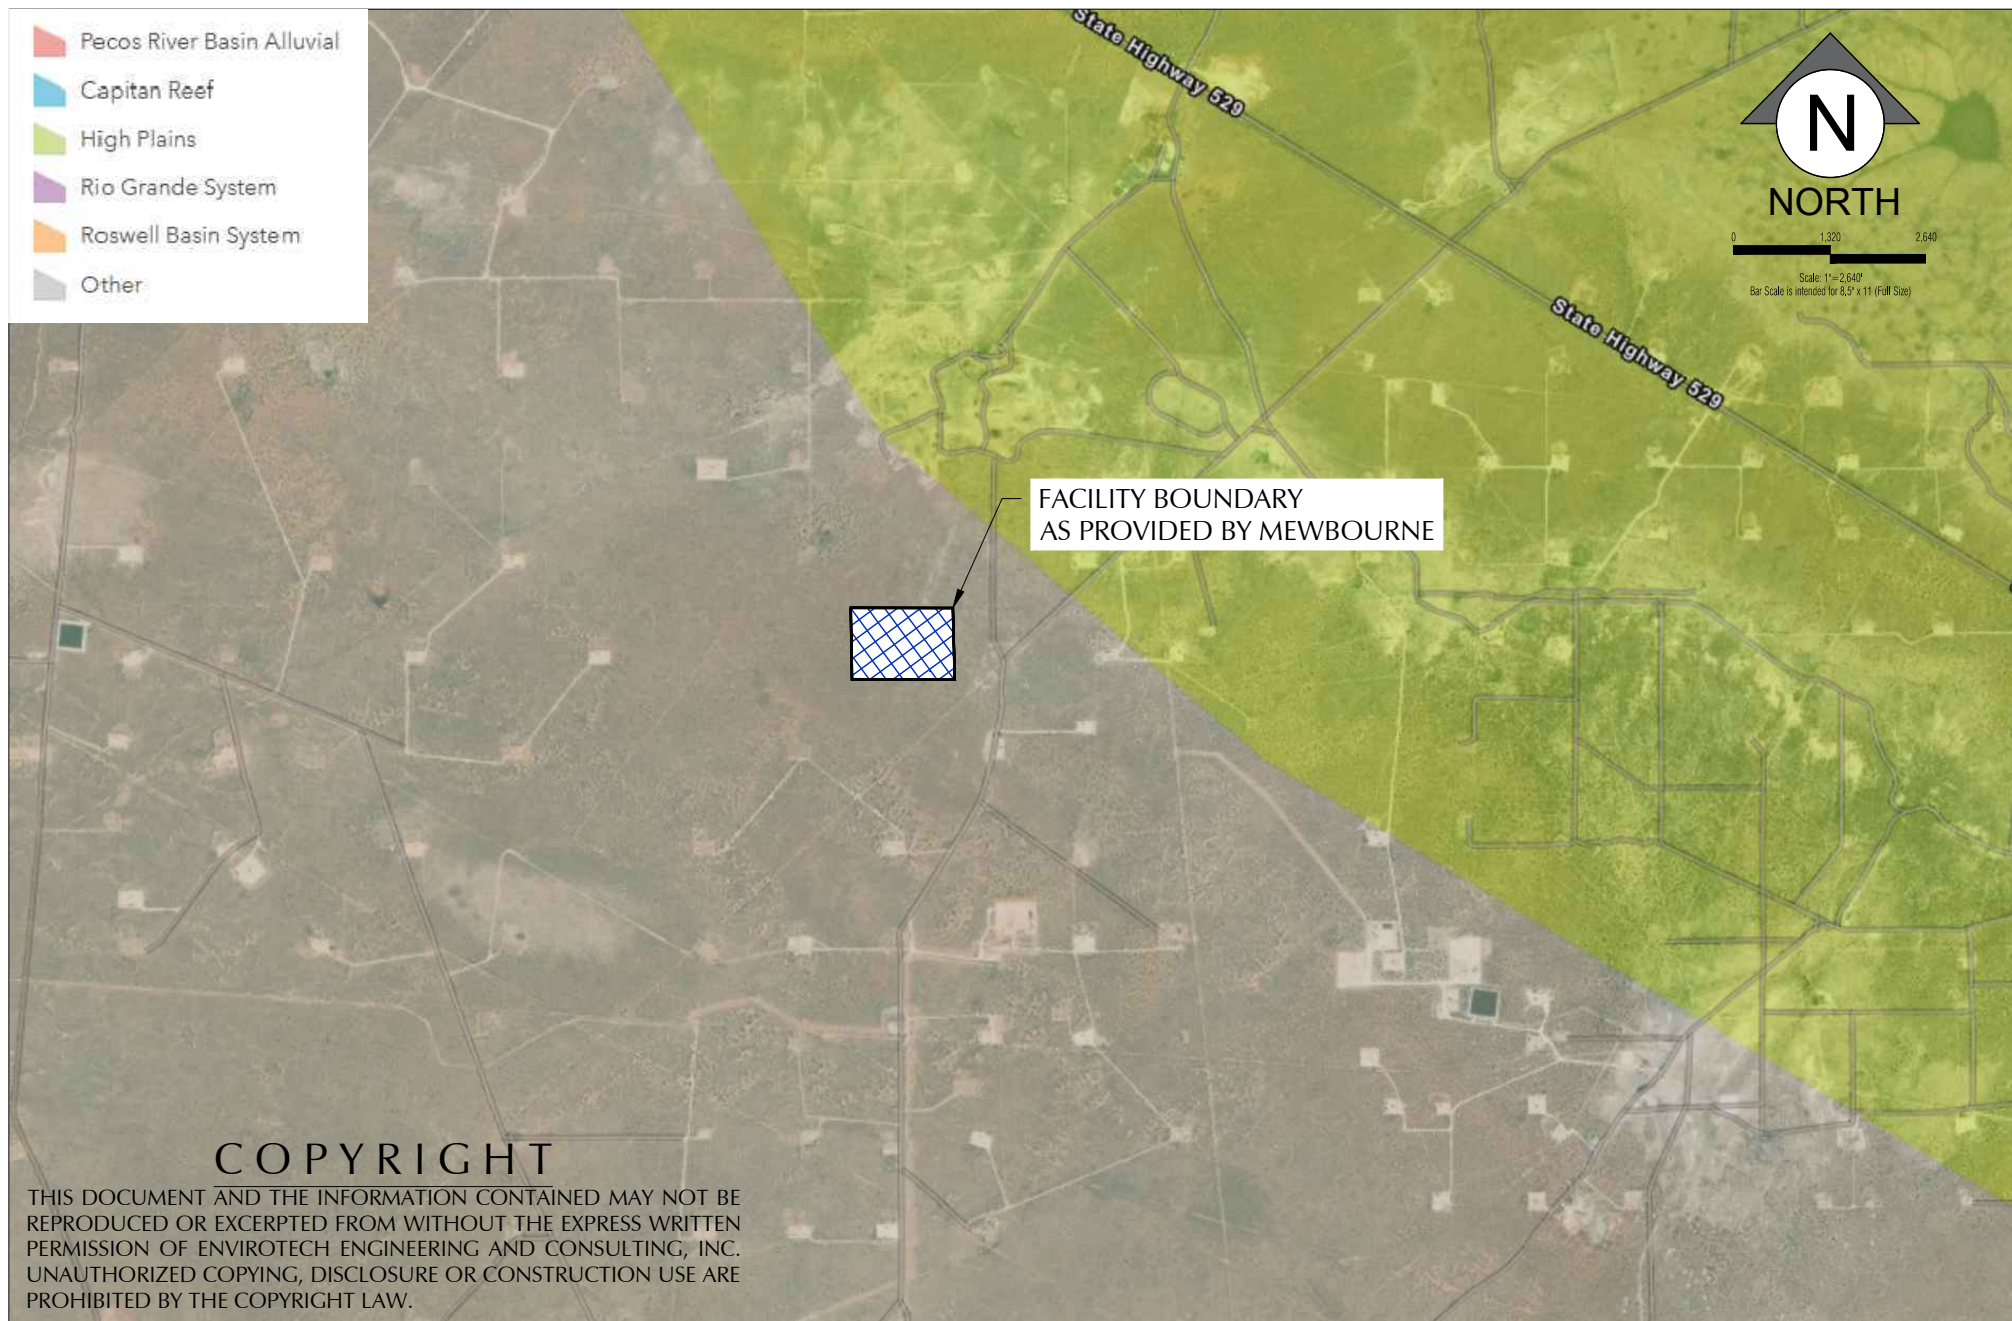 Pecos River Basin Alluvial
Capitan Reef
High Plains
Rio Grande System
Roswell Basin System
Other
State Highway 529
N
NORTH
0 1,320 2,640
Scale: 1"=2,640'
Bar Scale is intended for 8.5" x 11 (Full Size)
State Highway 529
FACILITY BOUNDARY
AS PROVIDED BY MEWBOURNE
COPYRIGHT
THIS DOCUMENT AND THE INFORMATION CONTAINED MAY NOT BE
REPRODUCED OR EXCERPTED FROM WITHOUT THE EXPRESS WRITTEN
PERMISSION OF ENVIROTECH ENGINEERING AND CONSULTING, INC.
UNAUTHORIZED COPYING, DISCLOSURE OR CONSTRUCTION USE ARE
PROHIBITED BY THE COPYRIGHT LAW.